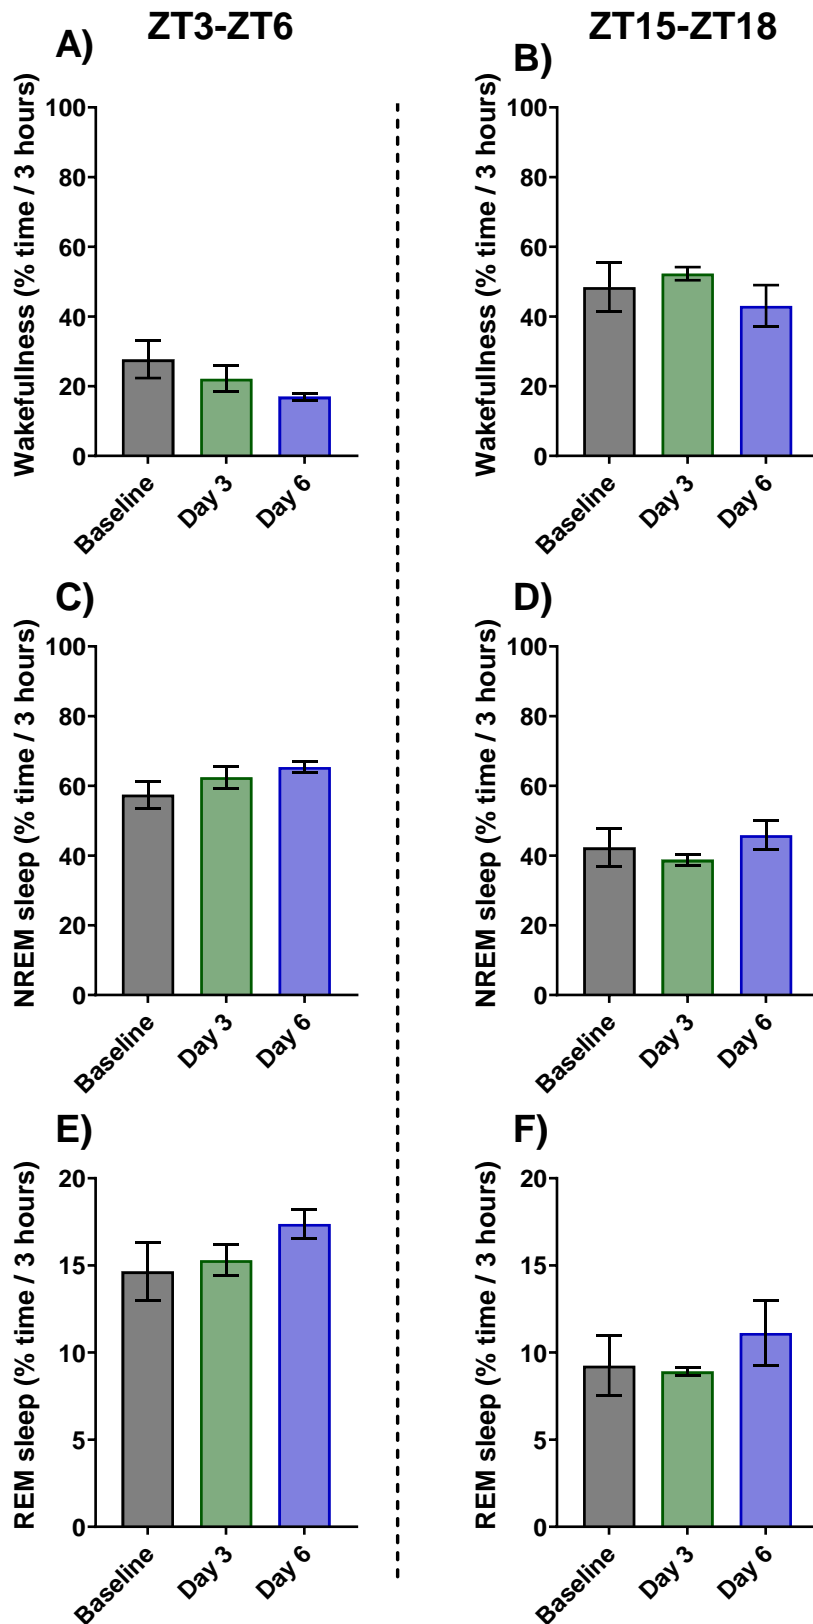 ZT3-ZT6
ZT15-ZT18
A)
Wakefullness (% time / 3 hours)
100
80
60
40
20
0
Baseline
Day 3
Day 6
B)
Wakefullness (% time / 3 hours)
100
80
60
40
20
0
Baseline
Day 3
Day 6
C)
NREM sleep (% time / 3 hours)
100
80
60
40
20
0
Baseline
Day 3
Day 6
D)
NREM sleep (% time / 3 hours)
100
80
60
40
20
0
Baseline
Day 3
Day 6
E)
REM sleep (% time / 3 hours)
20
15
10
5
0
Baseline
Day 3
Day 6
F)
REM sleep (% time / 3 hours)
20
15
10
5
0
Baseline
Day 3
Day 6